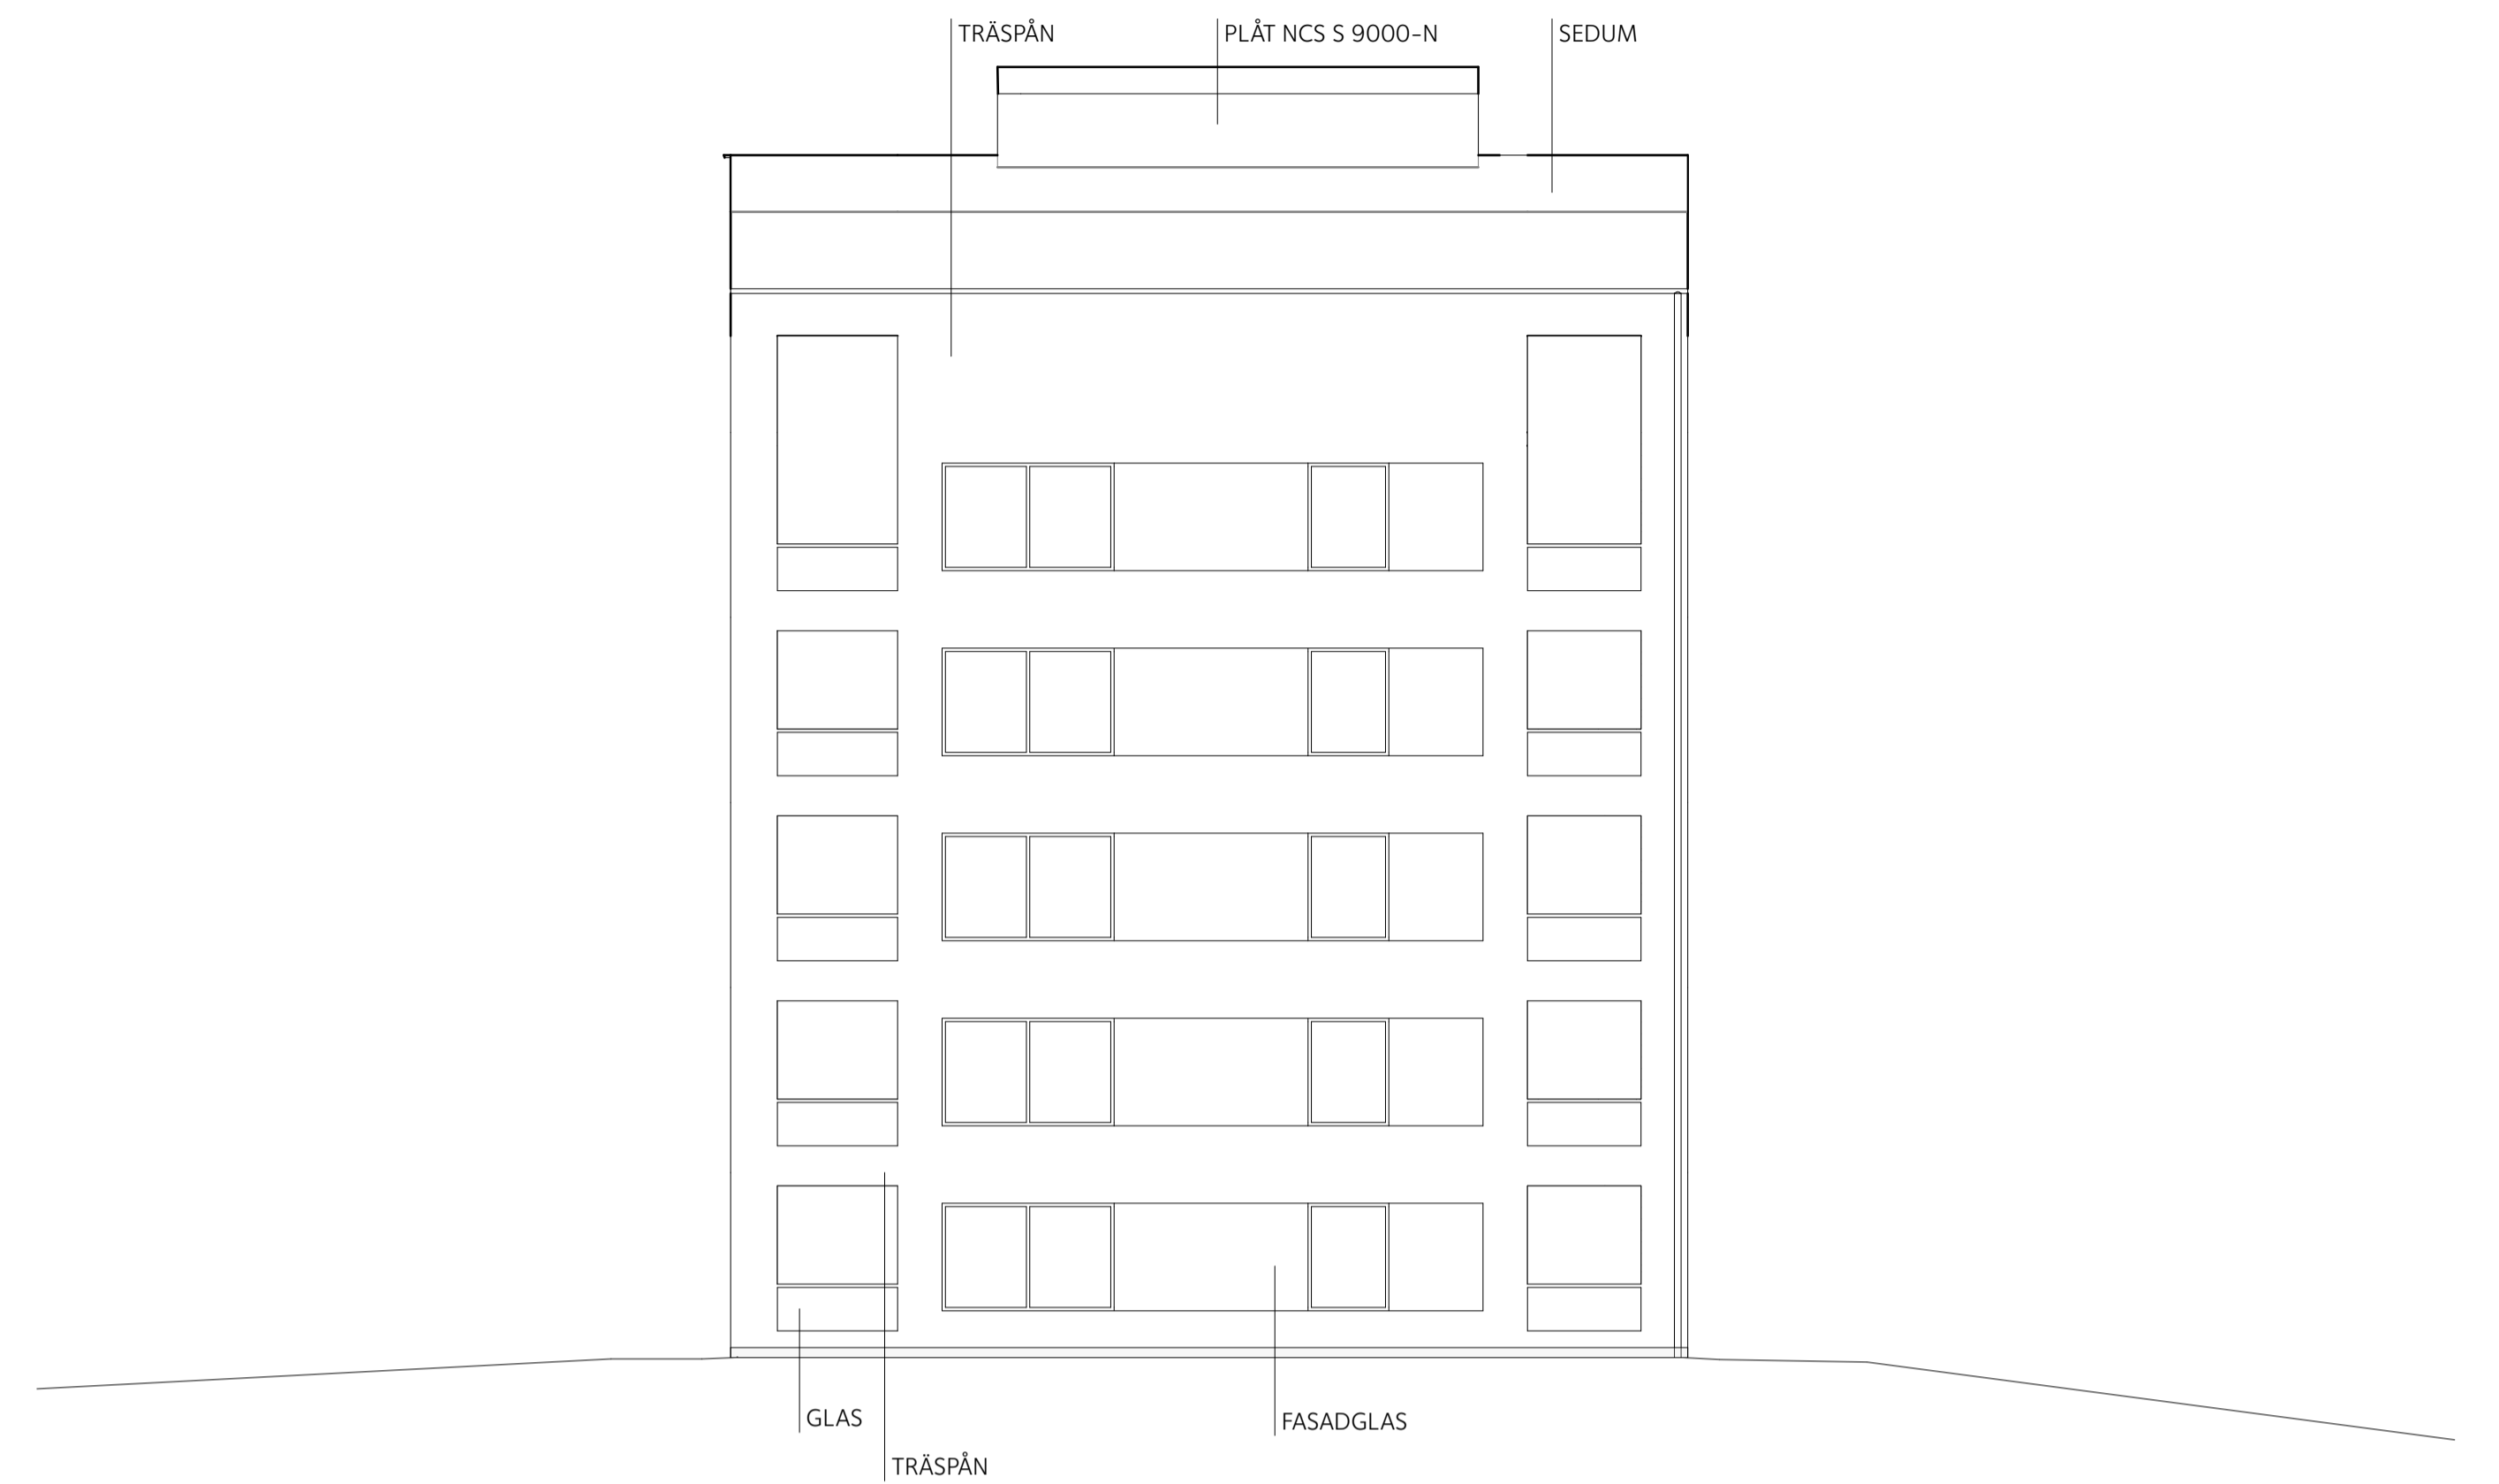 TRÄSPÅN
PLÅT NCS S 9000-N
SEDUM
GLAS
FASADGLAS
TRÄSPÅN